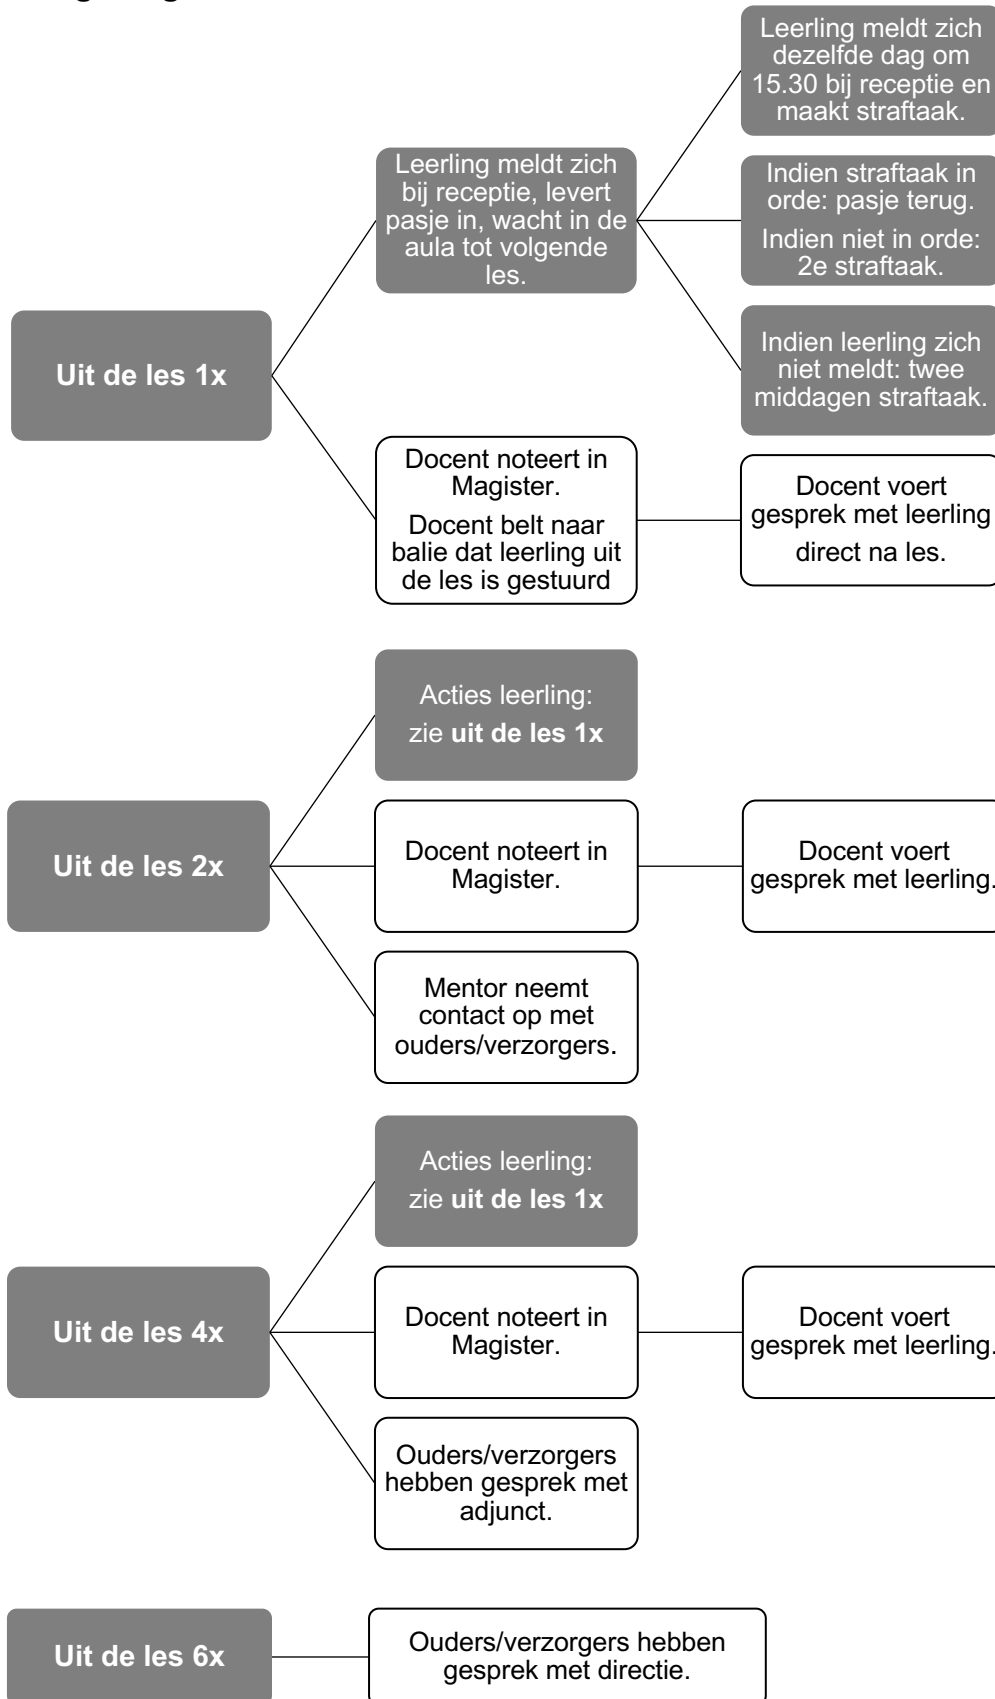 Leerling meldt zich
dezelfde dag om
15.30 bij receptie en
maakt straftaak.
Leerling meldt zich
bij receptie, levert
pasje in, wacht in de
aula tot volgende
les.
Indien straftaak in
orde: pasje terug.
Indien niet in orde:
2e straftaak.
Uit de les 1x
Indien leerling zich
niet meldt: twee
middagen straftaak.
Docent noteert in
Magister.
Docent belt naar
balie dat leerling uit
de les is gestuurd
Docent voert
gesprek met leerling
direct na les.
Acties leerling:
zie uit de les 1x
Uit de les 2x
Docent noteert in
Magister.
Docent voert
gesprek met leerling.
Mentor neemt
contact op met
ouders/verzorgers.
Acties leerling:
zie uit de les 1x
Uit de les 4x
Docent noteert in
Magister.
Docent voert
gesprek met leerling.
Ouders/verzorgers
hebben gesprek met
adjunct.
Uit de les 6x
Ouders/verzorgers hebben
gesprek met directie.